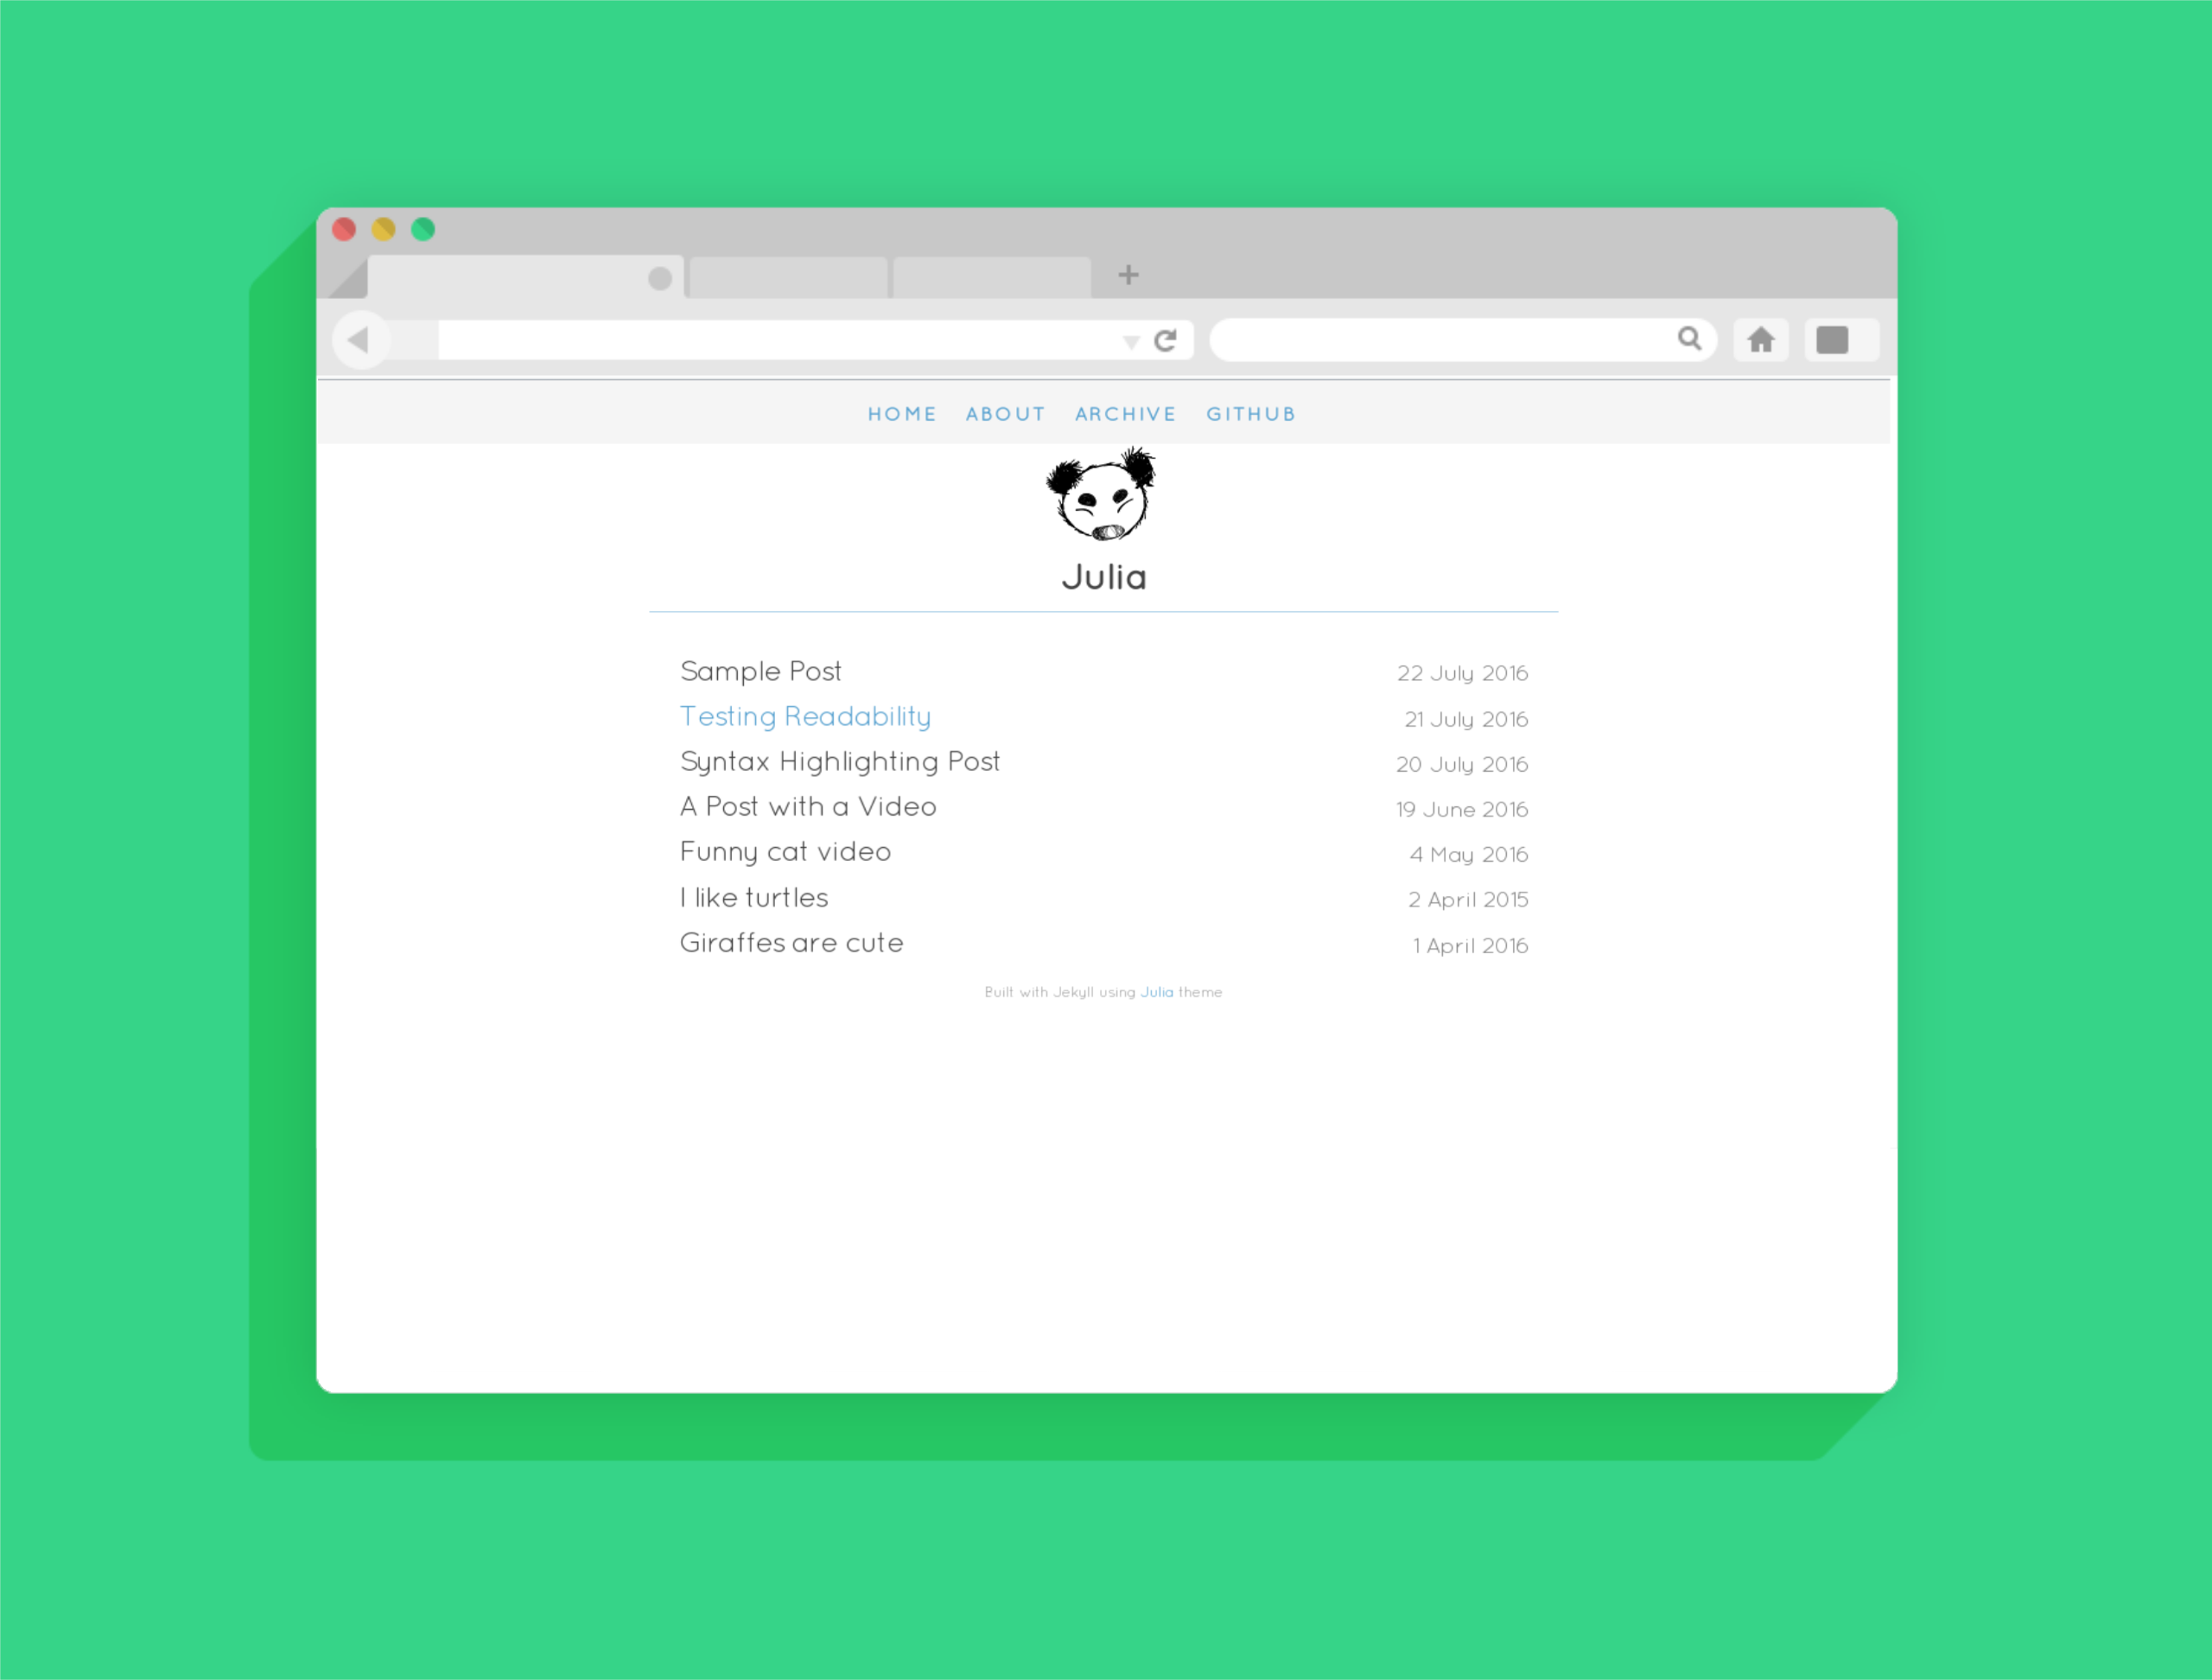 HOME ABOUT ARCHIVE GITHUB
Julia
Sample Post 22 July 2016
Testing Readability 21 July 2016
Syntax Highlighting Post 20 July 2016
A Post with a Video 19 June 2016
Funny cat video 4 May 2016
I like turtles 2 April 2015
Giraffes are cute 1 April 2016
Built with Jekyll using Julia theme